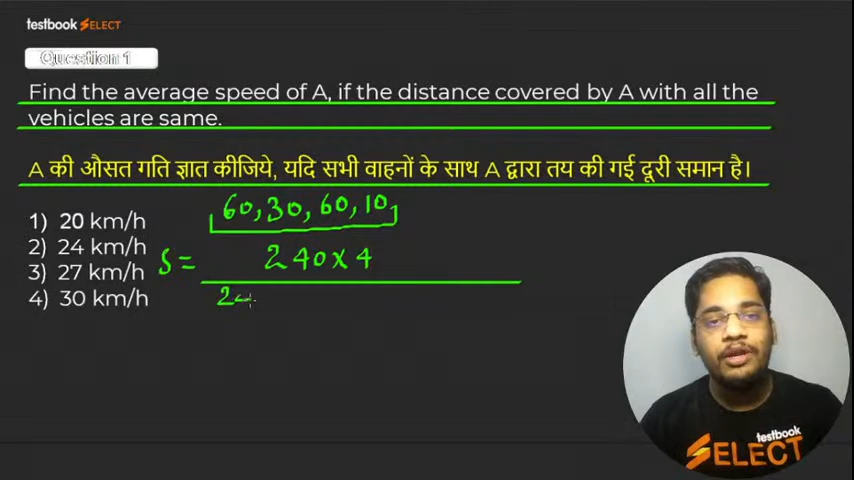 testbook SELECT
Question 1
Find the average speed of A, if the distance covered by A with all the
vehicles are same.
A की औसत गति ज्ञात कीजिये, यदि सभी वाहनों के साथ A द्वारा तय की गई दूरी समान है।
60, 30, 60, 10,
1) 20 km/h
2) 24 km/h
3) 27 km/h
4) 30 km/h
S = 240 x 4
24
testbook
SELECT